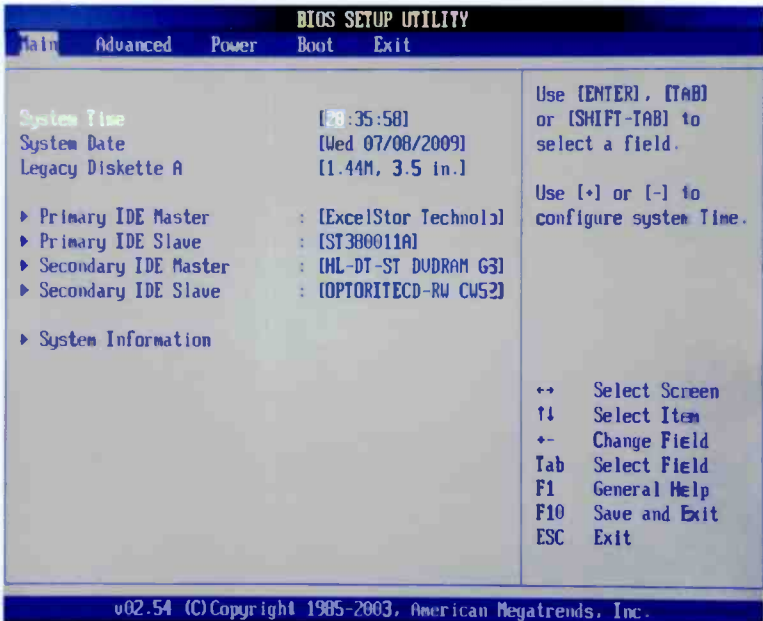 BIOS SETUP UTILITY
Main Advanced Power Boot Exit
System Time [20:35:58]
System Date [Wed 07/08/2009]
Legacy Diskette A [1.44M, 3.5 in.]
Primary IDE Master : [ExcelStor Technolo]
Primary IDE Slave : [ST380011A]
Secondary IDE Master : [HL-DT-ST DVDRAM G3]
Secondary IDE Slave : [OPTORITECD-RW CW52]
System Information
Use [ENTER], [TAB]
or [SHIFT-TAB] to
select a field.
Use [+] or [-] to
configure system Time.
←→ Select Screen
↑↓ Select Item
+- Change Field
Tab Select Field
F1 General Help
F10 Save and Exit
ESC Exit
v02.54 (C)Copyright 1985-2003, American Megatrends, Inc.